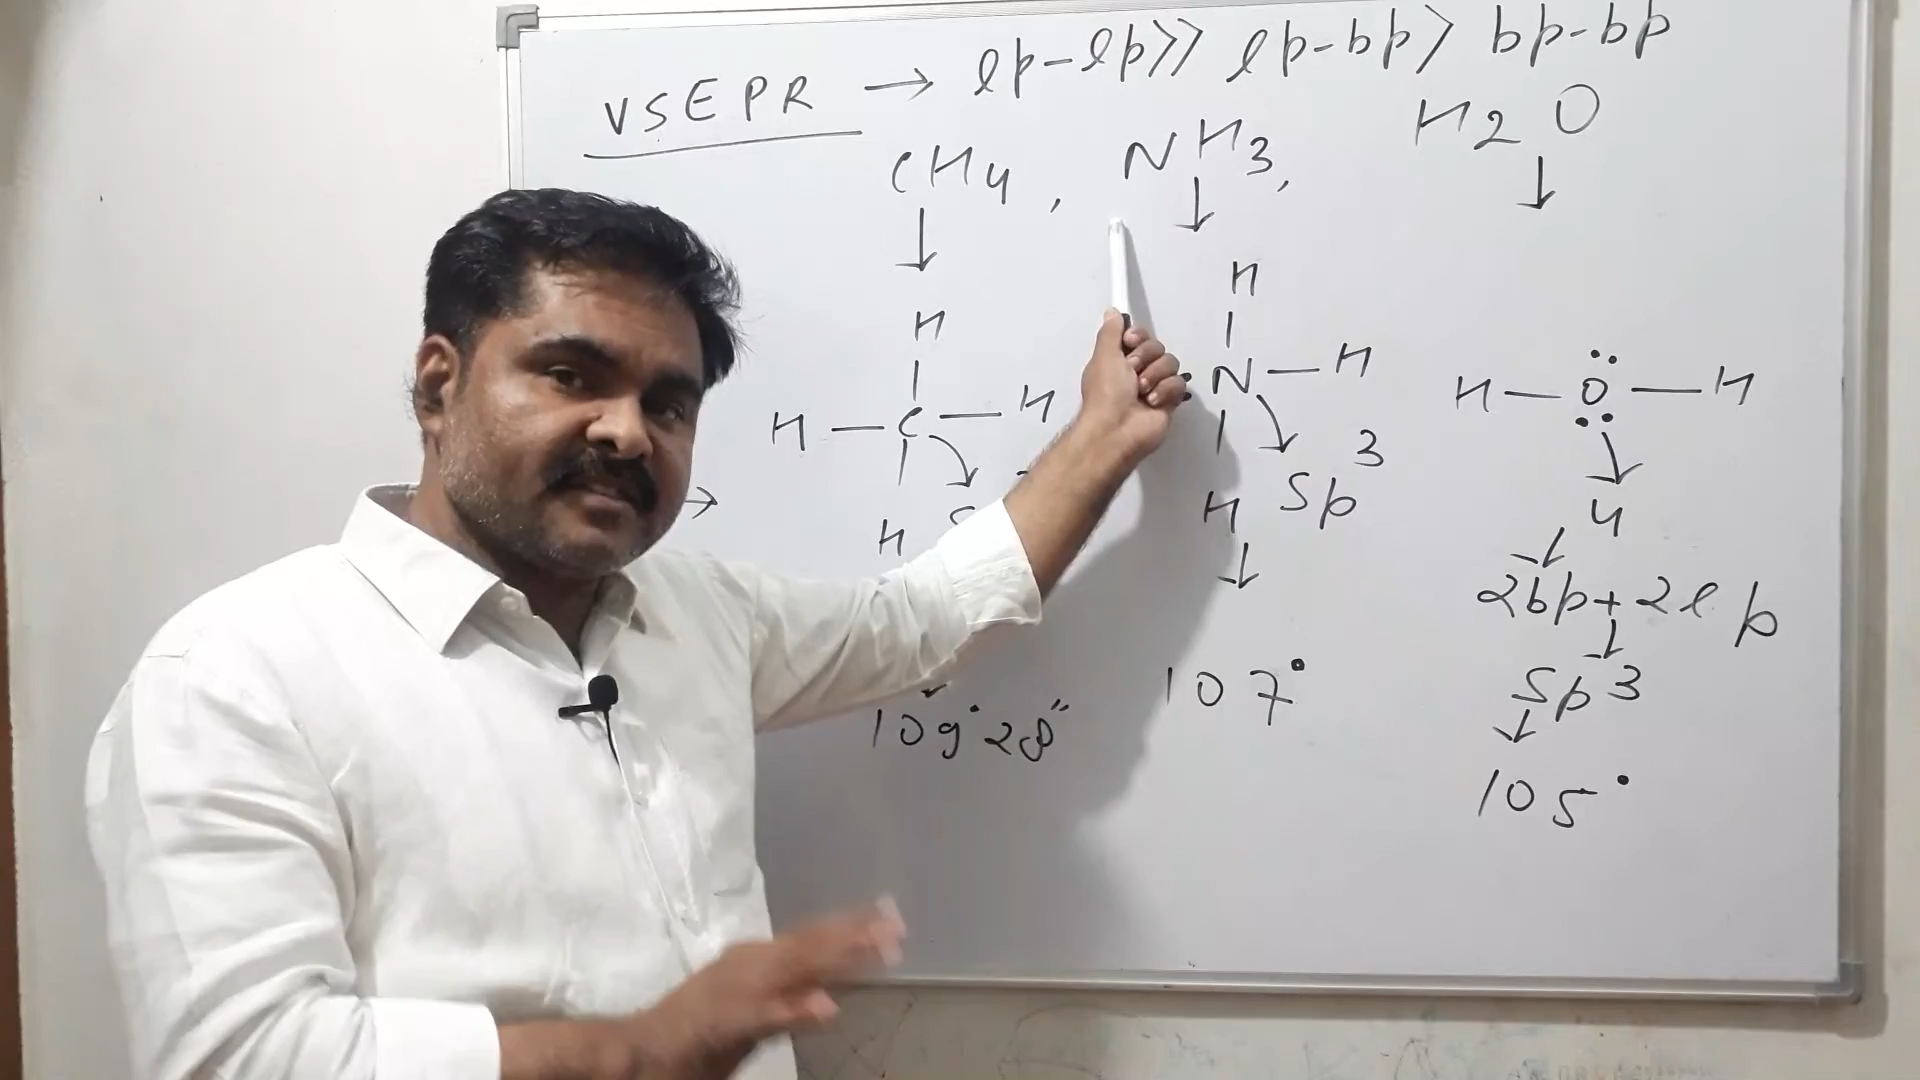 VSEPR → lp-lp>> lp-bp> bp-bp
CH4, NH3, H2O
↓ ↓ ↓
H
H — C — H
H
109°28"
H
: N — H
H
sp3
↓
107°
H — O — H
4
2bp+2lp
sp3
105°